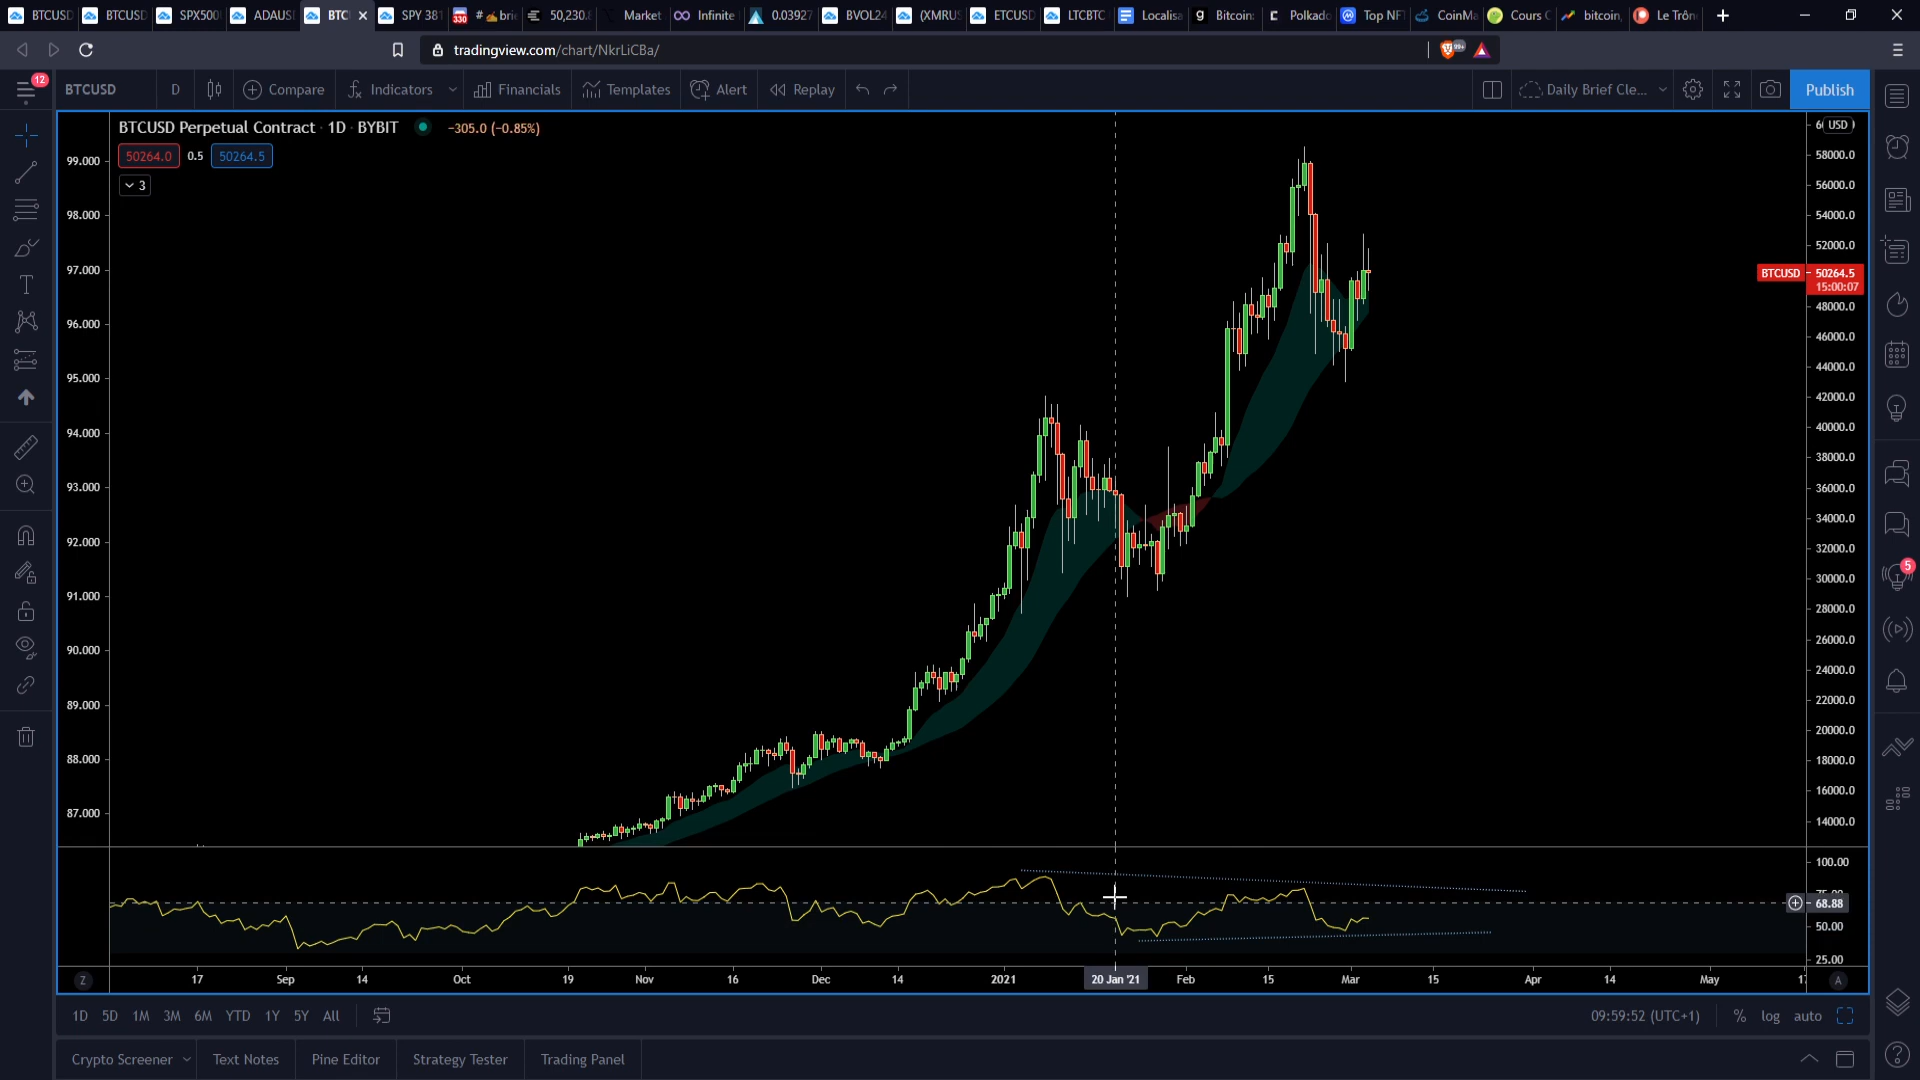 BTCUSD
BTCUSD
SPX500
ADAUSD
BTC
SPY 381
330
50,230.
Market
Infinite
0.03927
BVOL24
(XMRUS
ETCUSD
LTCBTC
Localisa
Bitcoin:
Polkado
Top NFT
CoinMa
Cours C
bitcoin,
Le Trôn
tradingview.com/chart/NkrLiCBa/
99+
12
BTCUSD
D
Compare
Indicators
Financials
Templates
Alert
Replay
Daily Brief Cle...
Publish
BTCUSD Perpetual Contract · 1D · BYBIT
-305.0 (-0.85%)
50264.0
0.5
50264.5
3
USD
99.000
98.000
97.000
96.000
95.000
94.000
93.000
92.000
91.000
90.000
89.000
88.000
87.000
58000.0
56000.0
54000.0
52000.0
BTCUSD
50264.5
15:00:07
48000.0
46000.0
44000.0
42000.0
40000.0
38000.0
36000.0
34000.0
32000.0
30000.0
28000.0
26000.0
24000.0
22000.0
20000.0
18000.0
16000.0
14000.0
5
100.00
75.00
68.88
50.00
25.00
Z
17
Sep
14
Oct
19
Nov
16
Dec
14
2021
20 Jan '21
Feb
15
Mar
15
Apr
14
May
17
A
1D 5D 1M 3M 6M YTD 1Y 5Y All
09:59:52 (UTC+1)
% log auto
Crypto Screener
Text Notes
Pine Editor
Strategy Tester
Trading Panel